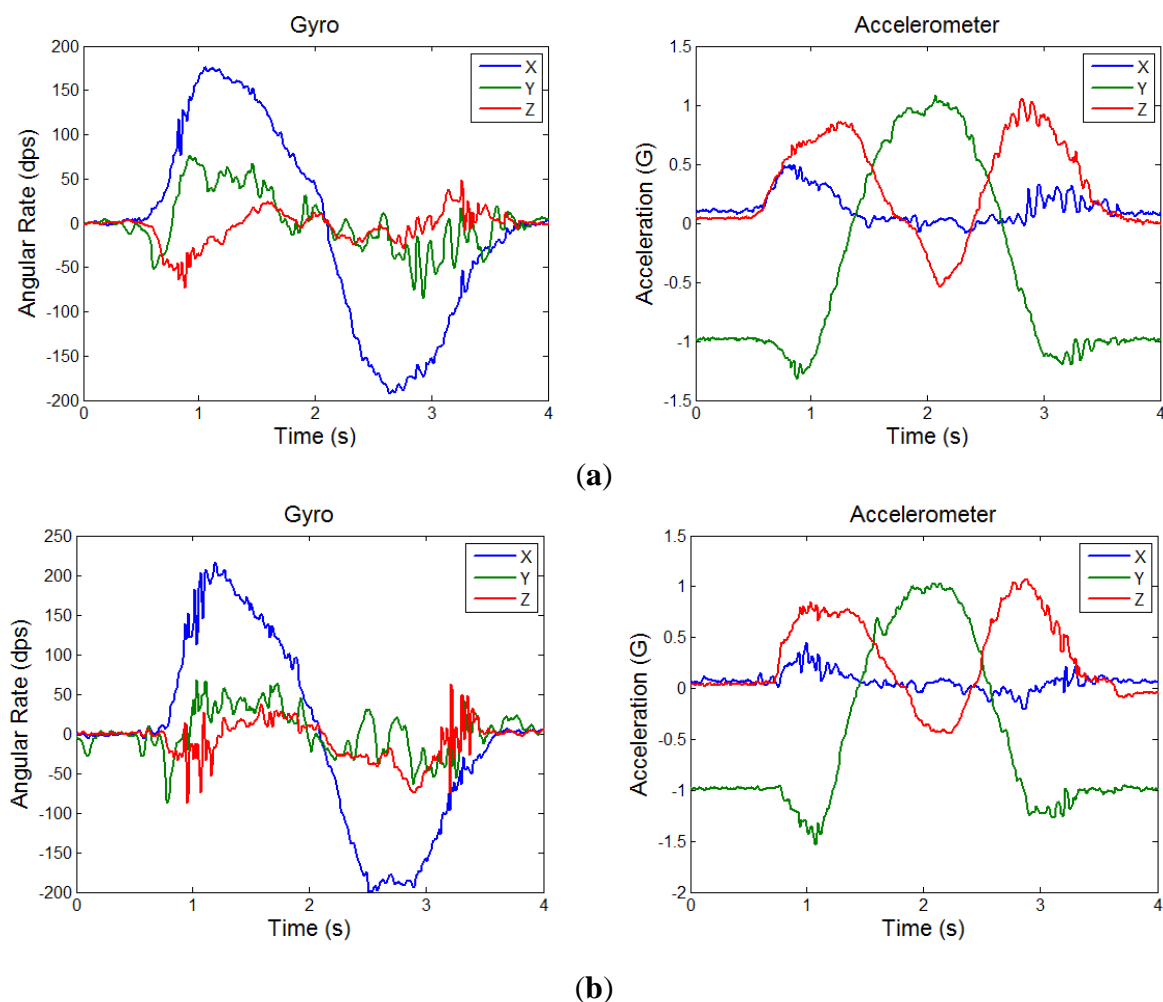 Gyro
200
150
100
50
0
-50
-100
-150
-200
0
1
2
3
4
Angular Rate (dps)
Time (s)
X
Y
Z
Accelerometer
1.5
1
0.5
0
-0.5
-1
-1.5
0
1
2
3
4
Acceleration (G)
Time (s)
X
Y
Z
(a)
Gyro
250
200
150
100
50
0
-50
-100
-150
-200
0
1
2
3
4
Angular Rate (dps)
Time (s)
X
Y
Z
Accelerometer
1.5
1
0.5
0
-0.5
-1
-1.5
-2
0
1
2
3
4
Acceleration (G)
Time (s)
X
Y
Z
(b)